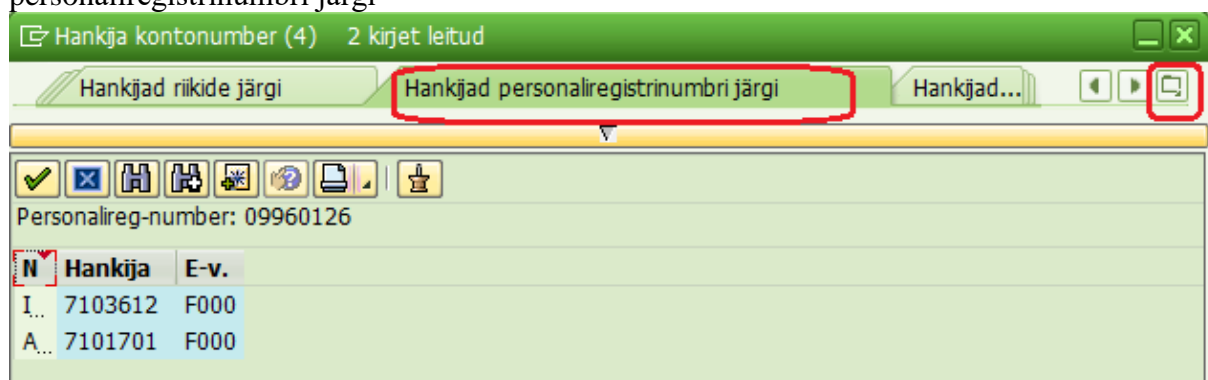 personaliregistrinumbri järgi
Hankija kontonumber (4) 2 kirjet leitud
Hankijad riikide järgi Hankijad personaliregistrinumbri järgi Hankijad...
Personalireg-number: 09960126
N Hankija E-v.
I... 7103612 F000
A... 7101701 F000